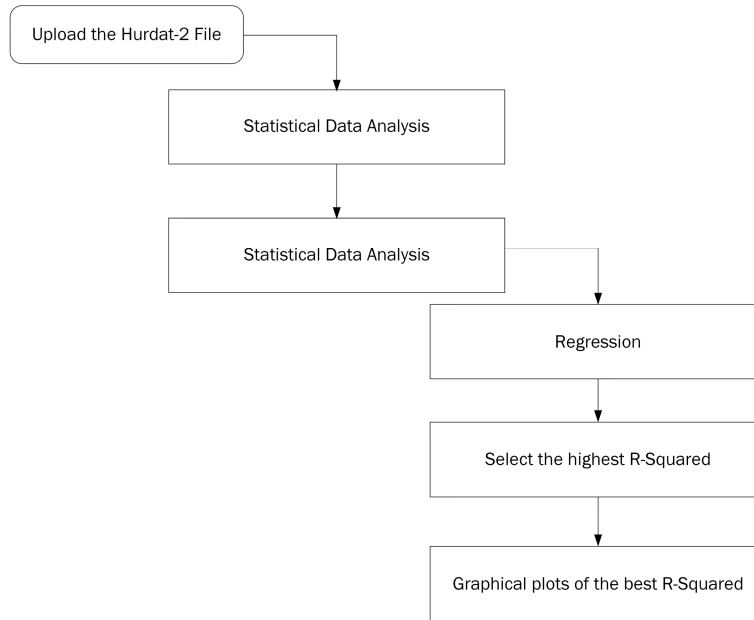 Upload the Hurdat-2 File
Statistical Data Analysis
Statistical Data Analysis
Regression
Select the highest R-Squared
Graphical plots of the best R-Squared